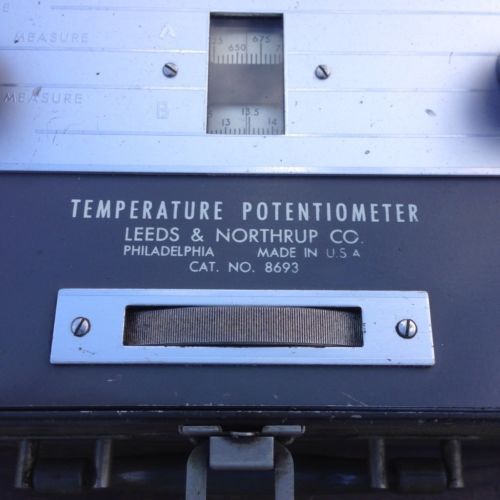 E
MEASURE A
MEASURE B
675
650 7
13.5
13 14
TEMPERATURE POTENTIOMETER
LEEDS & NORTHRUP CO.
PHILADELPHIA MADE IN U.S.A
CAT. NO. 8693